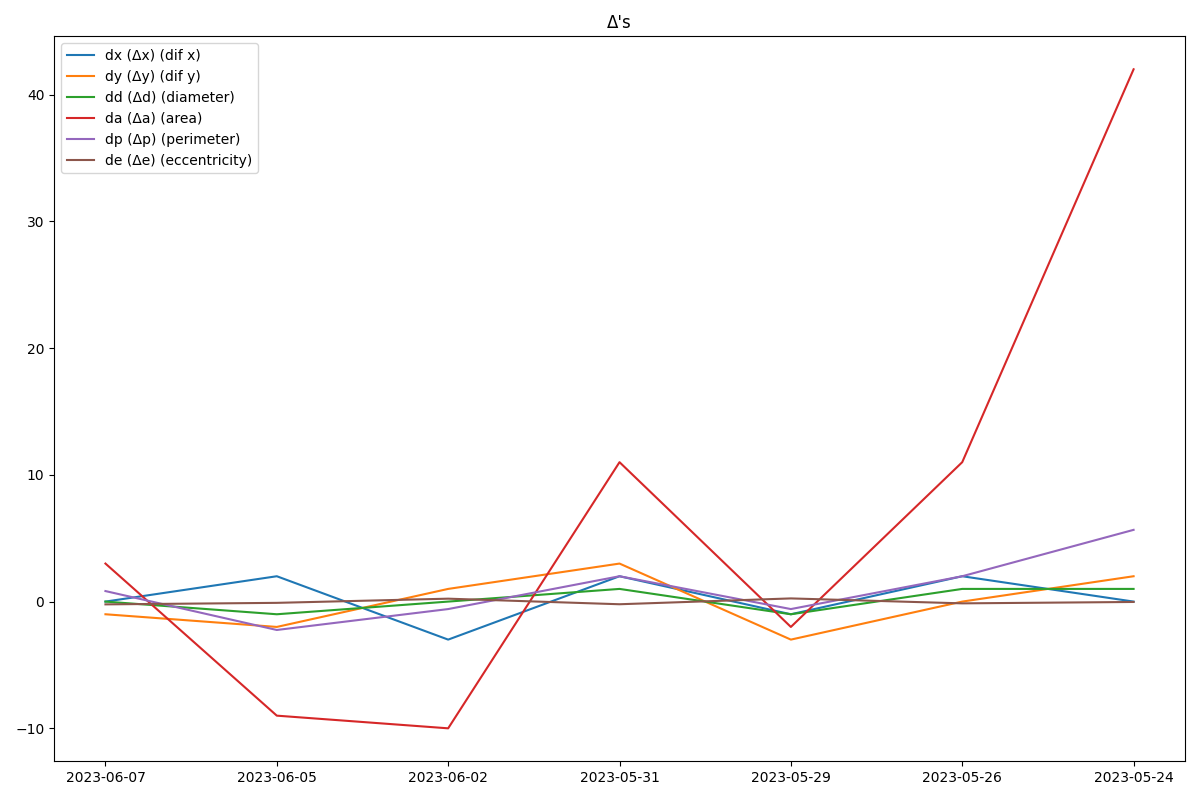 Δ's
dx (Δx) (dif x)
dy (Δy) (dif y)
dd (Δd) (diameter)
da (Δa) (area)
dp (Δp) (perimeter)
de (Δe) (eccentricity)
40
30
20
10
0
−10
2023-06-07 2023-06-05 2023-06-02 2023-05-31 2023-05-29 2023-05-26 2023-05-24